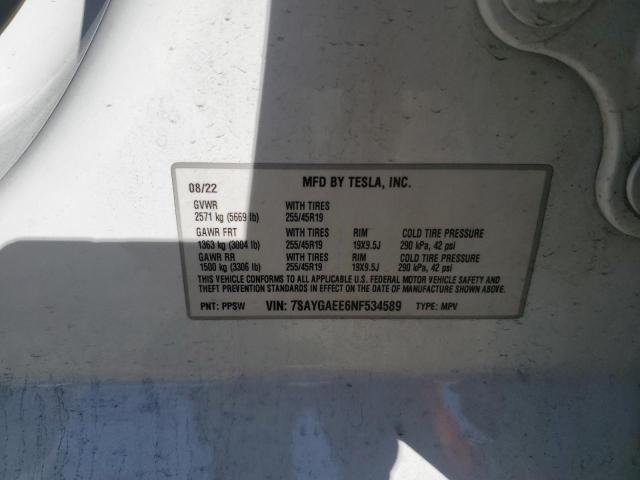 08/22 MFD BY TESLA, INC.
GVWR WITH TIRES
2571 kg (5669 lb) 255/45R19
GAWR FRT WITH TIRES RIM COLD TIRE PRESSURE
1363 kg (3004 lb) 255/45R19 19X9.5J 290 kPa, 42 psi
GAWR RR WITH TIRES RIM COLD TIRE PRESSURE
1500 kg (3306 lb) 255/45R19 19X9.5J 290 kPa, 42 psi
THIS VEHICLE CONFORMS TO ALL APPLICABLE U.S. FEDERAL MOTOR VEHICLE SAFETY AND
THEFT PREVENTION STANDARDS IN EFFECT ON THE DATE OF MANUFACTURE SHOWN ABOVE.
PNT: PPSW VIN: 7SAYGAEE6NF534589 TYPE: MPV